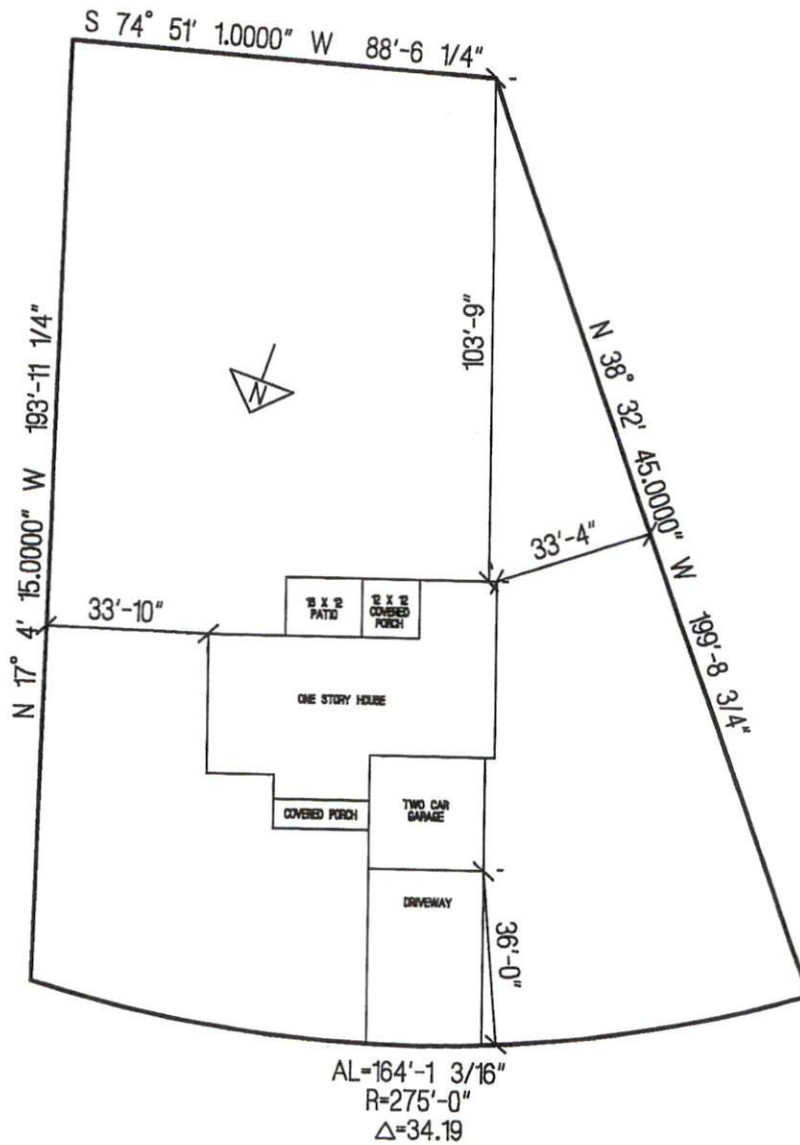 S 74° 51' 1.0000" W 88'-6 1/4"
N 17° 4' 15.0000" W 193'-11 1/4"
103'-9"
N 38° 32' 45.0000" W 199'-8 3/4"
N
33'-4"
33'-10"
PATIO
12 X 12
COVERED
PORCH
ONE STORY HOUSE
COVERED PORCH
TWO CAR
GARAGE
DRIVEWAY
36'-0"
AL=164'-1 3/16"
R=275'-0"
△=34.19